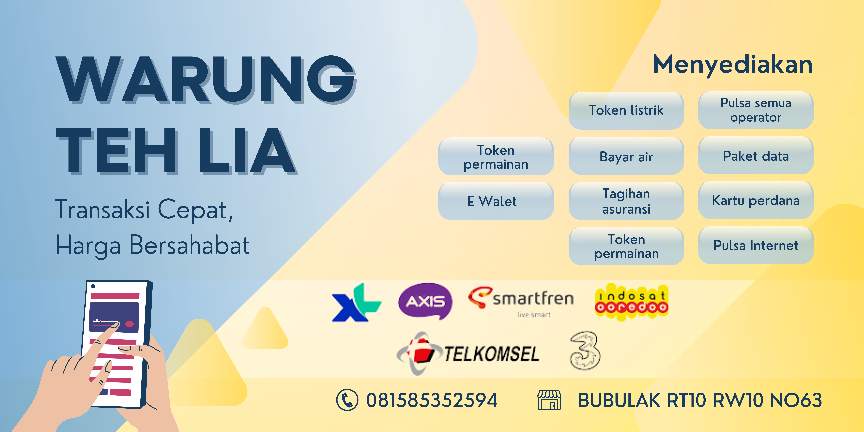 WARUNG
TEH LIA
Transaksi Cepat,
Harga Bersahabat
Menyediakan
Token listrik
Pulsa semua
operator
Token
permainan
Bayar air
Paket data
E Walet
Tagihan
asuransi
Kartu perdana
Token
permainan
Pulsa Internet
XL
AXIS
smartfren
live smart
indosat
ooredoo
TELKOMSEL
3
081585352594
BUBULAK RT10 RW10 NO63